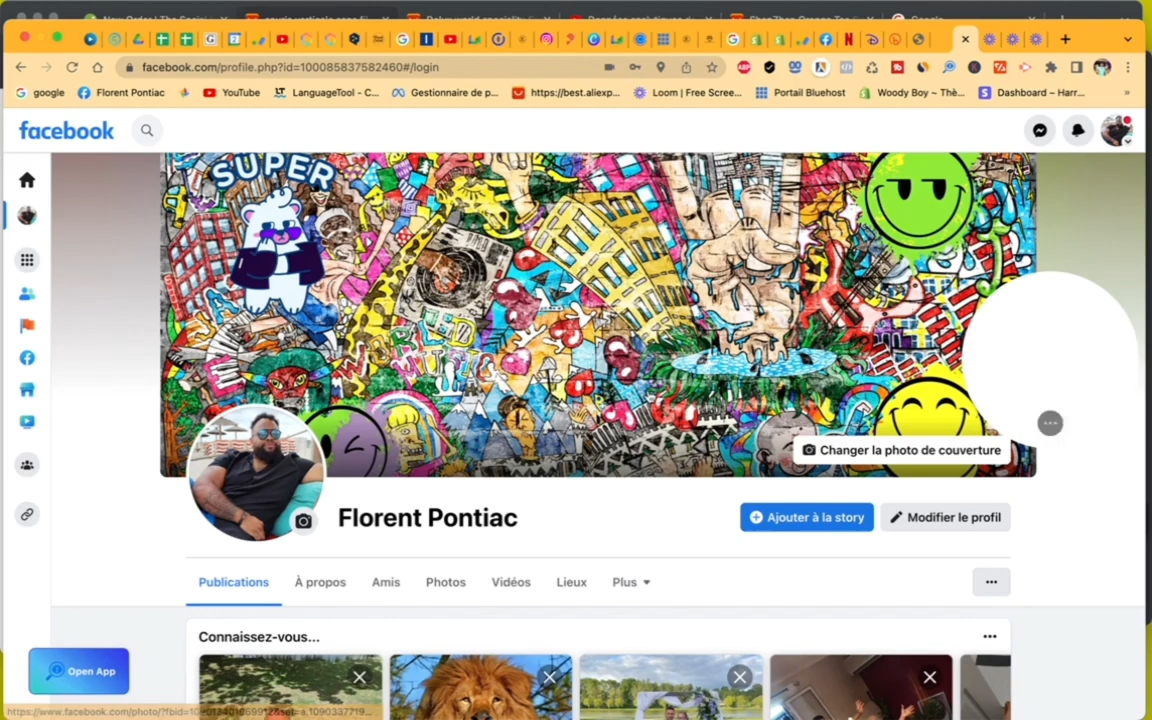 facebook.com/profile.php?id=100085837582460#/login
google
Florent Pontiac
YouTube
LanguageTool - C...
Gestionnaire de p...
https://best.aliexp...
Loom | Free Scree...
Portail Bluehost
Woody Boy – Thè...
Dashboard – Harr...
»
facebook
SUPER
Changer la photo de couverture
Florent Pontiac
Ajouter à la story
Modifier le profil
Publications
À propos
Amis
Photos
Vidéos
Lieux
Plus
Connaissez-vous...
Open App